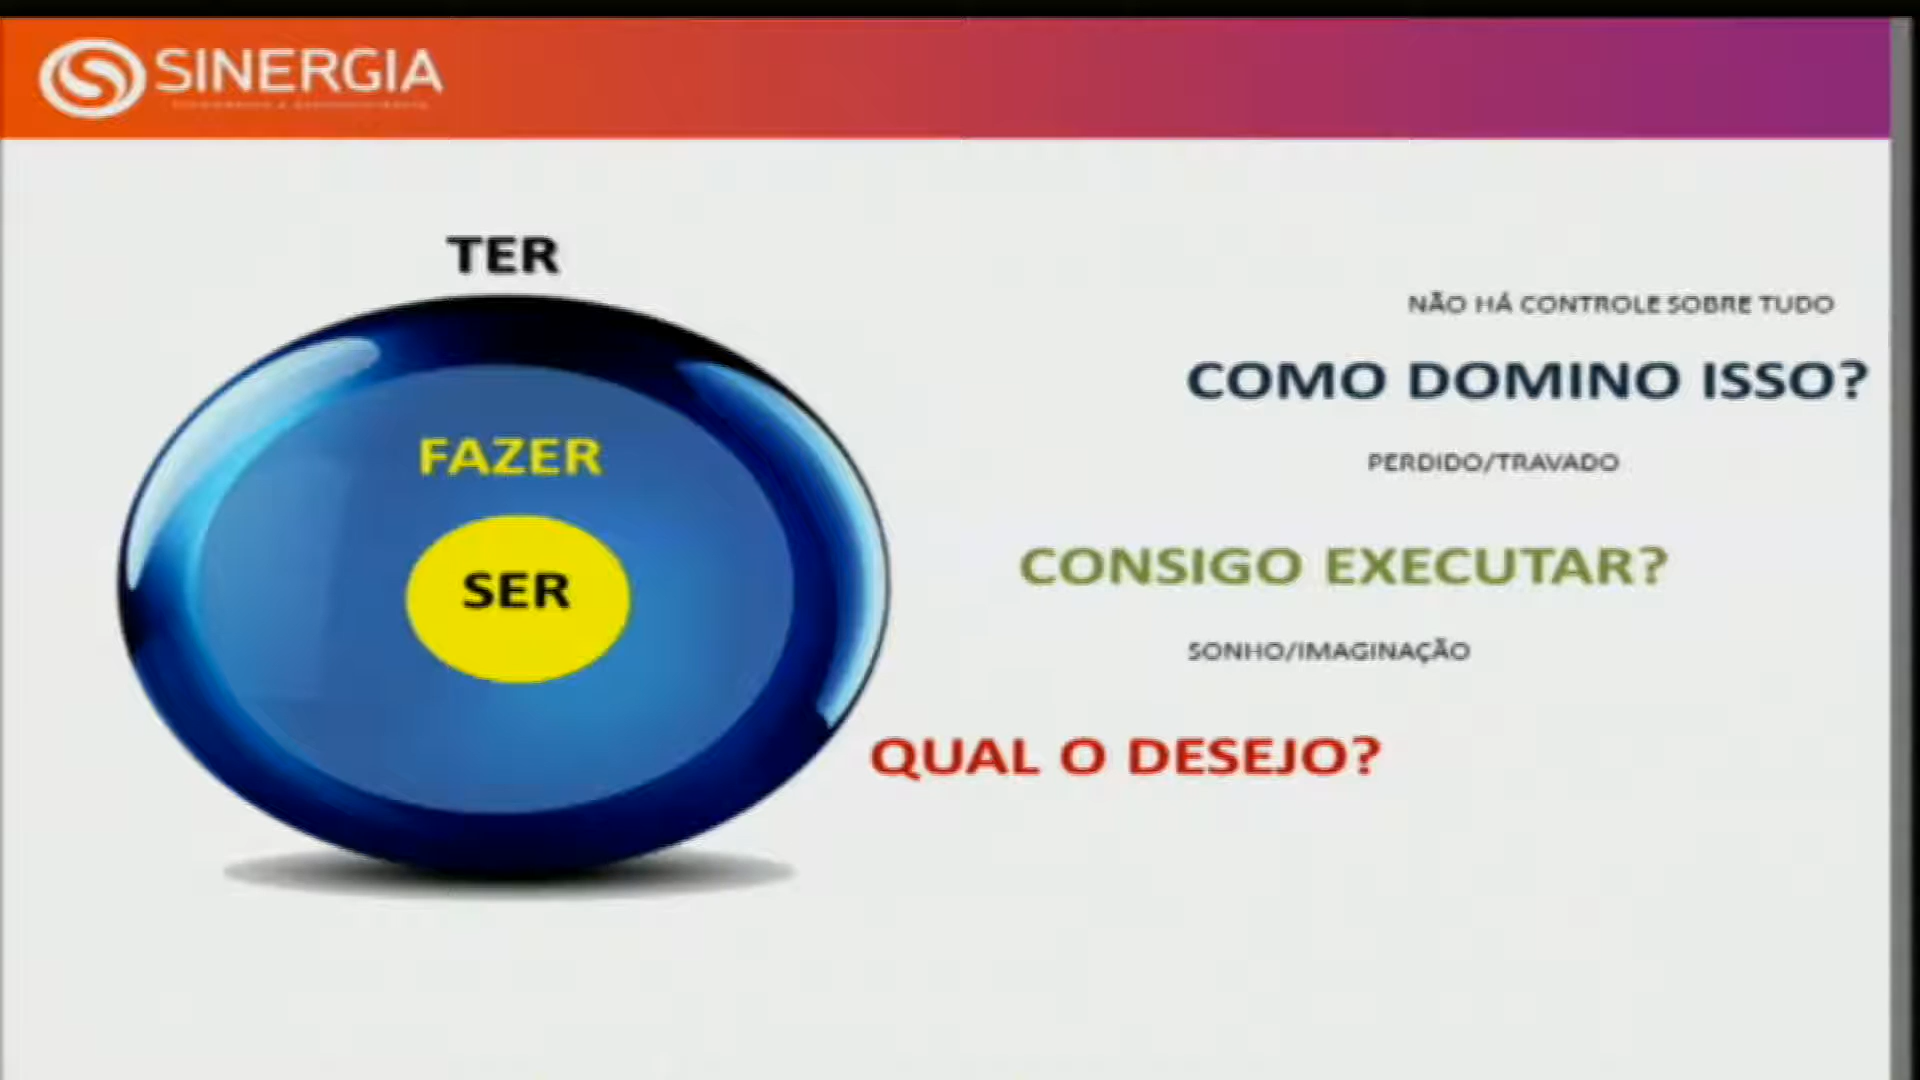 SINERGIA
TER
FAZER
SER
NÃO HÁ CONTROLE SOBRE TUDO
COMO DOMINO ISSO?
PERDIDO/TRAVADO
CONSIGO EXECUTAR?
SONHO/IMAGINAÇÃO
QUAL O DESEJO?